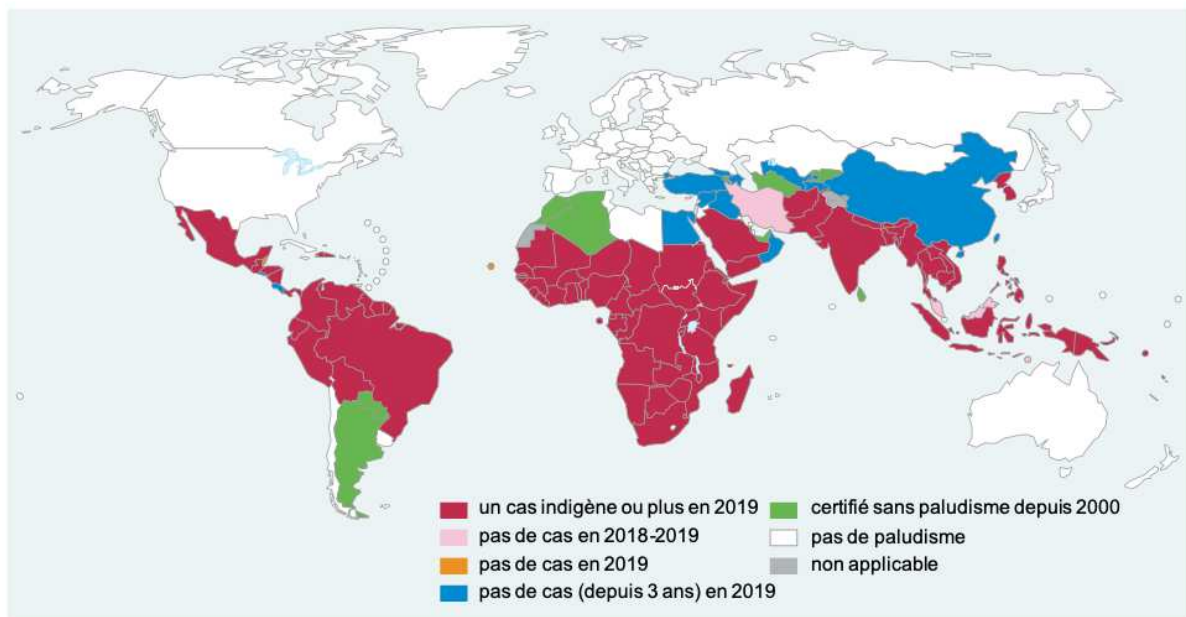 un cas indigène ou plus en 2019
pas de cas en 2018-2019
pas de cas en 2019
pas de cas (depuis 3 ans) en 2019
certifié sans paludisme depuis 2000
pas de paludisme
non applicable